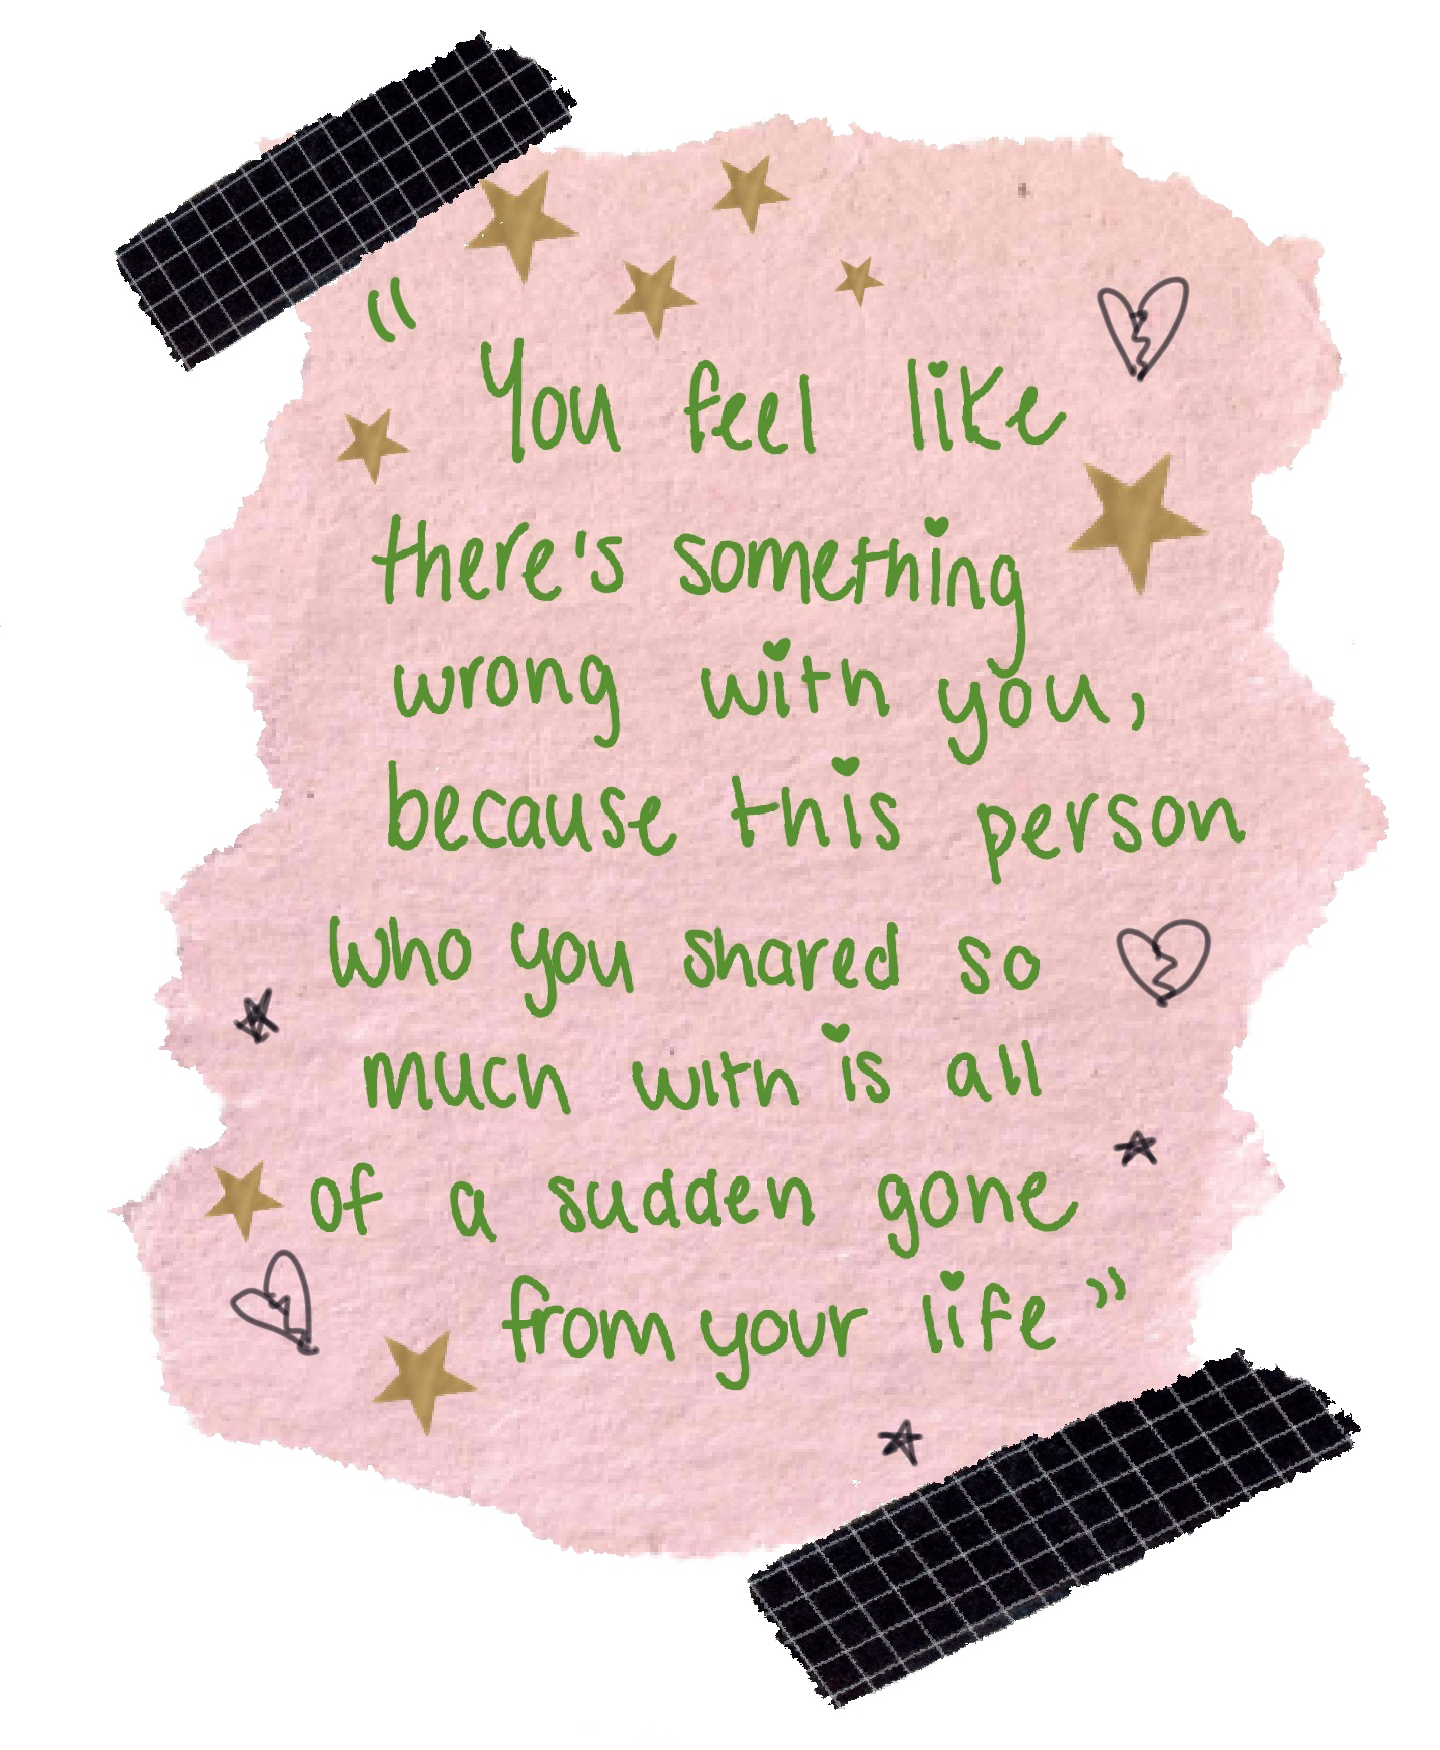 “
You feel like
there's something
wrong with you,
because this person
who you shared so
much with is all
of a sudden gone
from your life”